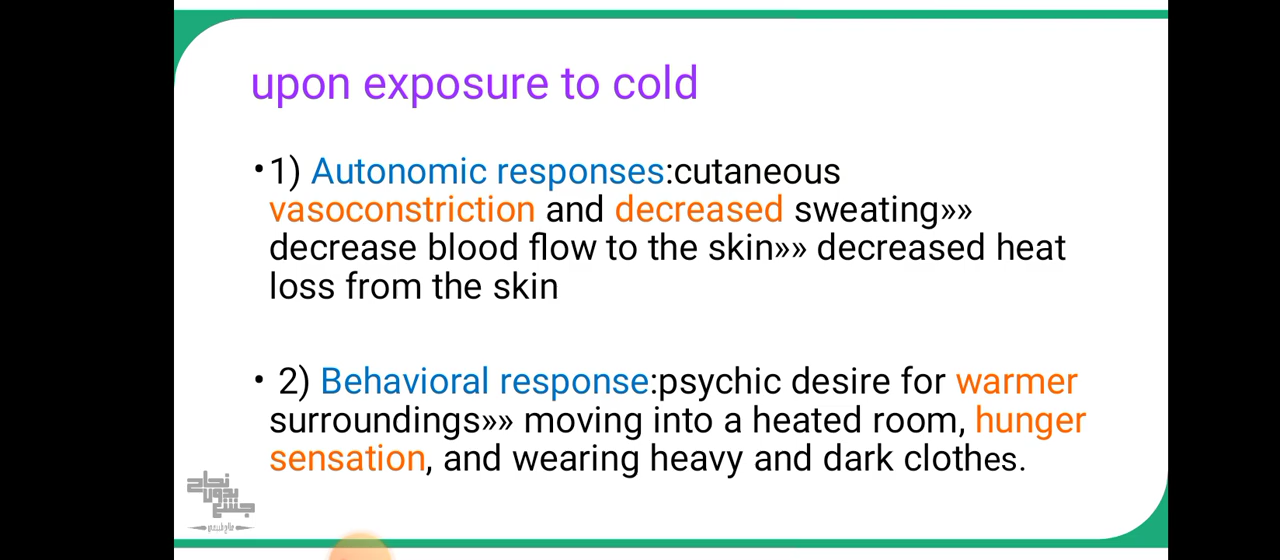 upon exposure to cold
•1) Autonomic responses:cutaneous
vasoconstriction and decreased sweating»»
decrease blood flow to the skin»» decreased heat
loss from the skin
• 2) Behavioral response:psychic desire for warmer
surroundings»» moving into a heated room, hunger
sensation, and wearing heavy and dark clothes.
نجاح
بدون